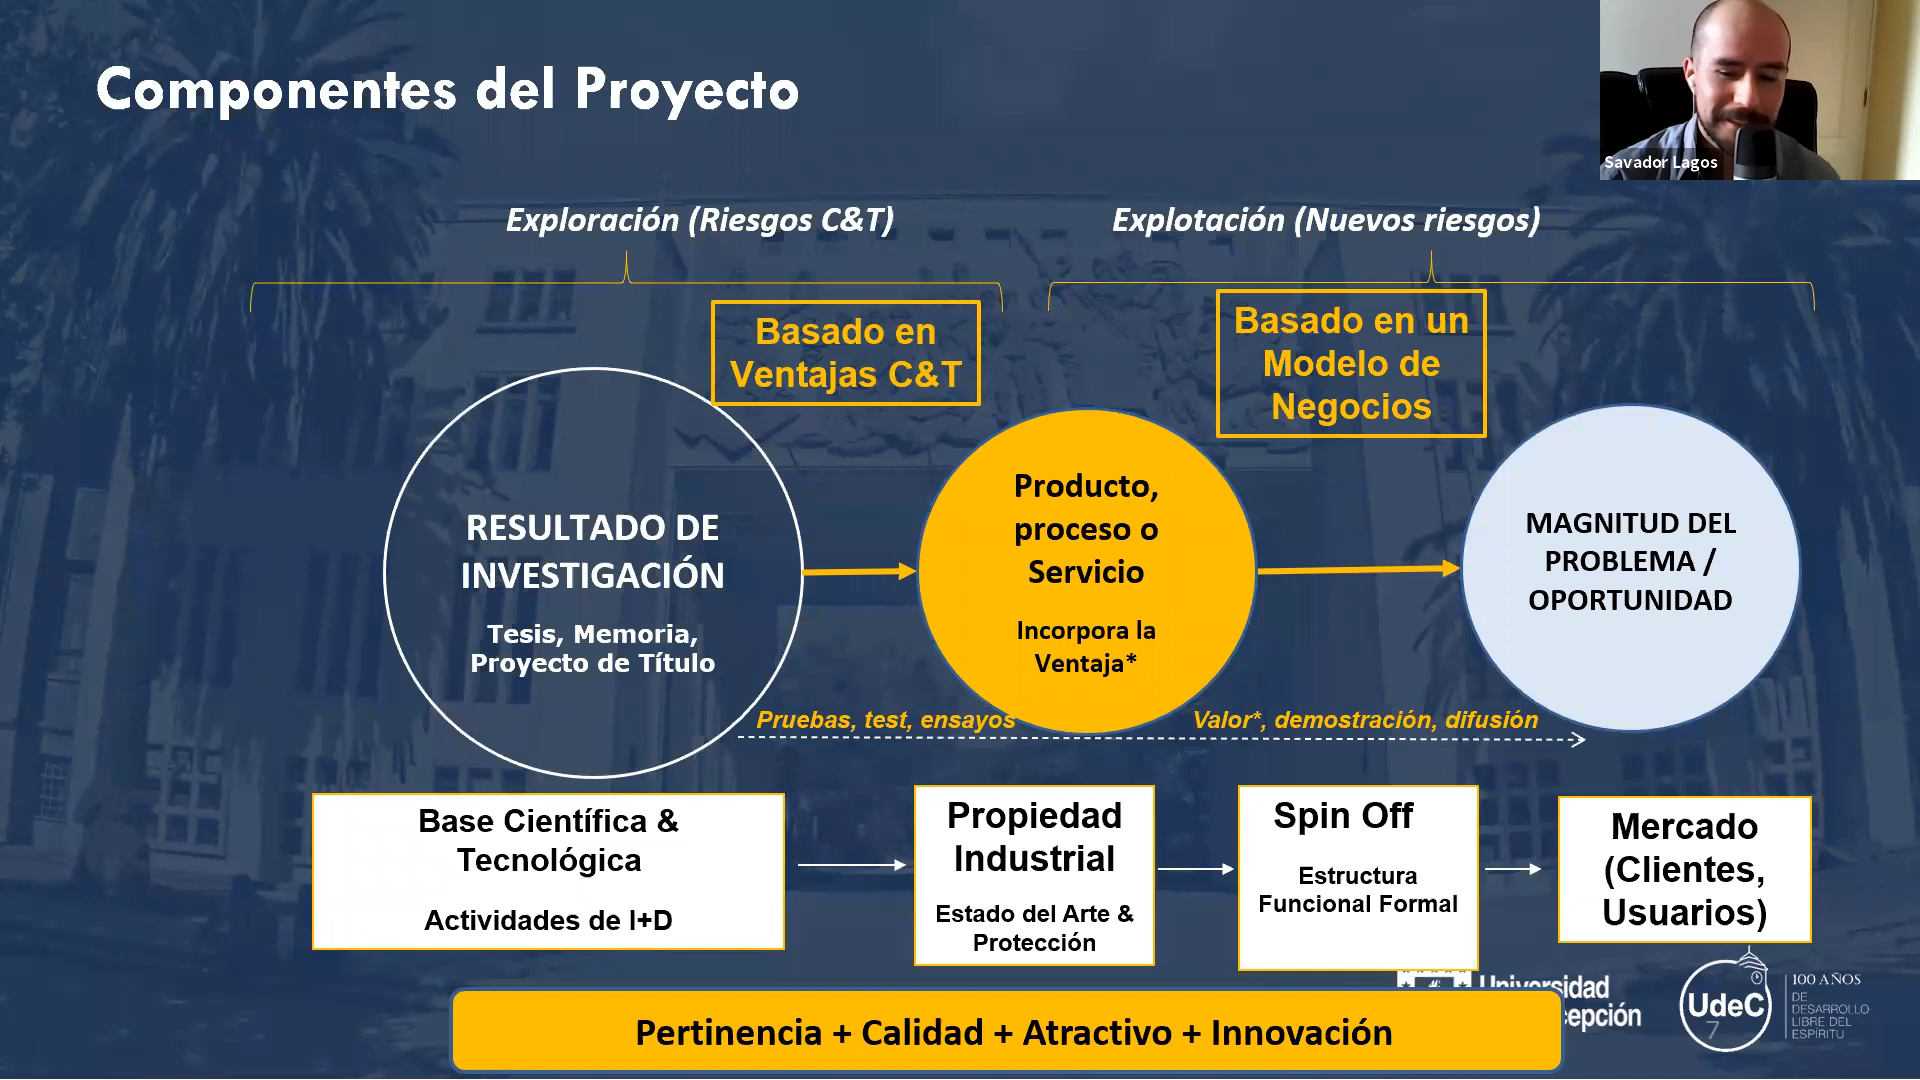 Componentes del Proyecto
Savador Lagos
Exploración (Riesgos C&T)
Explotación (Nuevos riesgos)
Basado en
Ventajas C&T
Basado en un
Modelo de
Negocios
RESULTADO DE
INVESTIGACIÓN
Tesis, Memoria,
Proyecto de Título
Producto,
proceso o
Servicio
Incorpora la
Ventaja*
MAGNITUD DEL
PROBLEMA /
OPORTUNIDAD
Pruebas, test, ensayos
Valor*, demostración, difusión
Base Científica &
Tecnológica
Actividades de I+D
Propiedad
Industrial
Estado del Arte &
Protección
Spin Off
Estructura
Funcional Formal
Mercado
(Clientes,
Usuarios)
Pertinencia + Calidad + Atractivo + Innovación
UdeC
7
100 AÑOS
DE
DESARROLLO
LIBRE DEL
ESPÍRITU